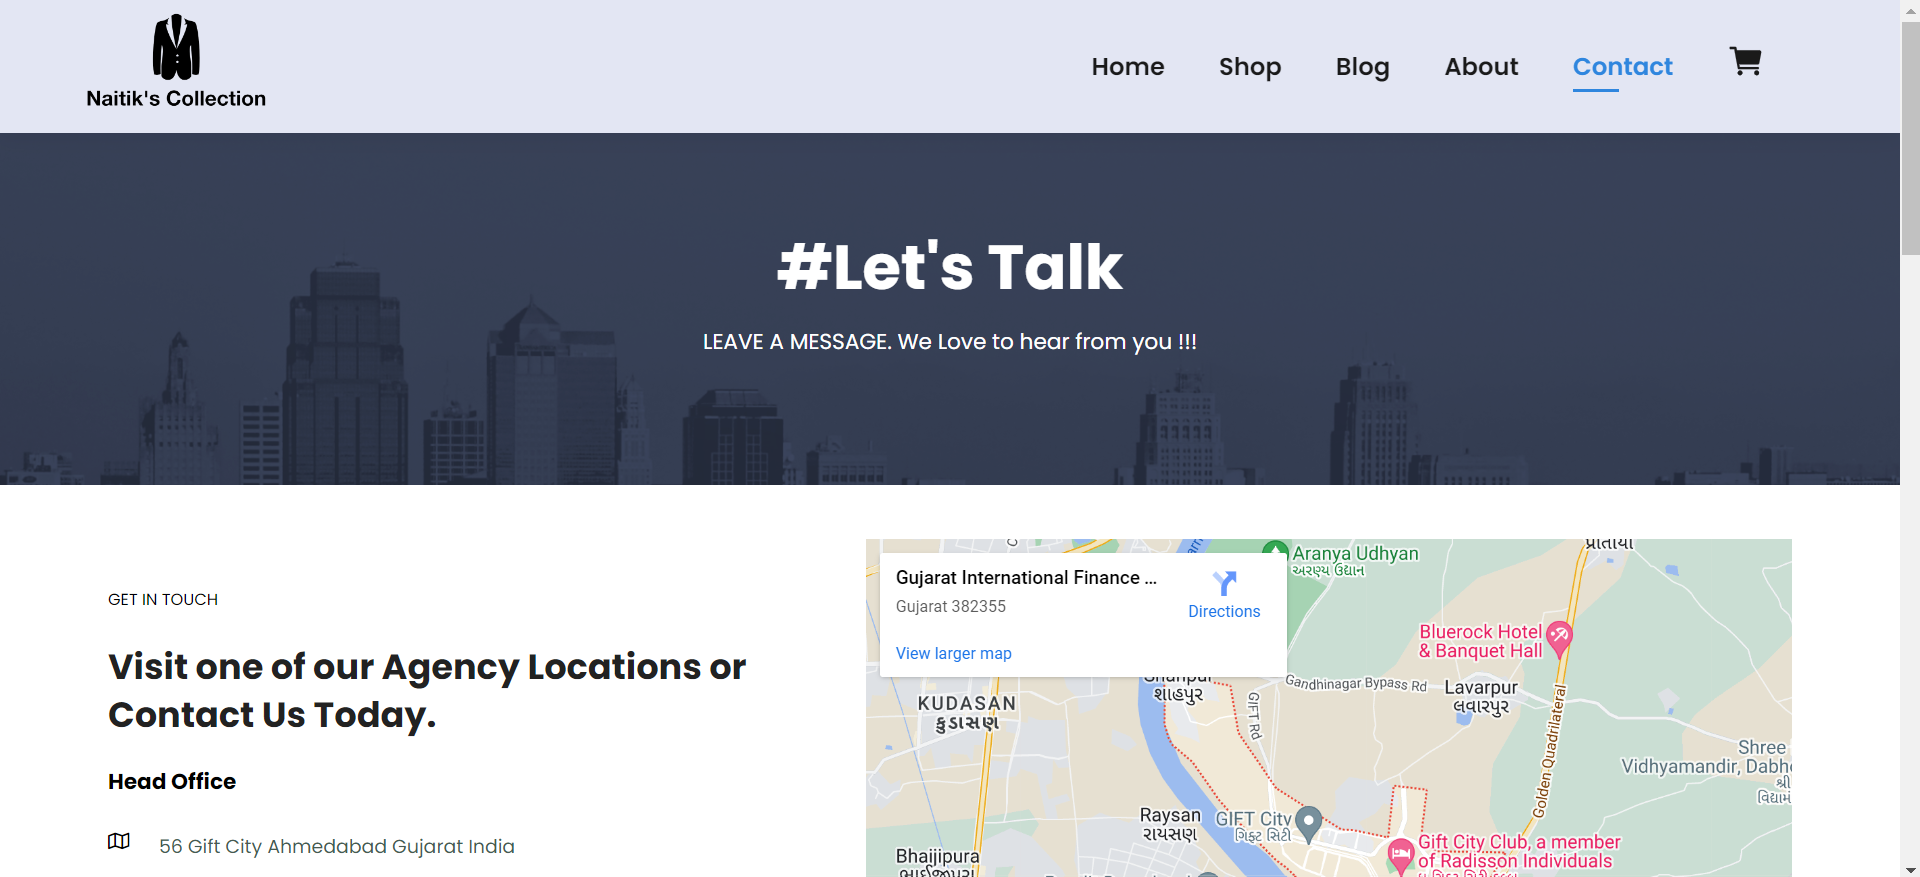 Naitik's Collection
Home
Shop
Blog
About
Contact
#Let's Talk
LEAVE A MESSAGE. We Love to hear from you !!!
GET IN TOUCH
Visit one of our Agency Locations or
Contact Us Today.
Head Office
56 Gift City Ahmedabad Gujarat India
Gujarat International Finance ...
Gujarat 382355
Directions
View larger map
Aranya Udhyan
અરણ્ય ઉદ્યાન
Bluerock Hotel
& Banquet Hall
Gandhinagar Bypass Rd
Lavarpur
લવારપુર
KUDASAN
કુડાસણ
Shahpur
શાહપુર
GIFT Rd
Golden Quadrilateral
Shree
Vidhyamandir, Dabh
શ્રી
Raysan
રાયસણ
GIFT City
ગિફ્ટ સિટી
Gift City Club, a member
of Radisson Individuals
Bhaijipura
ભાઈજીપુરા